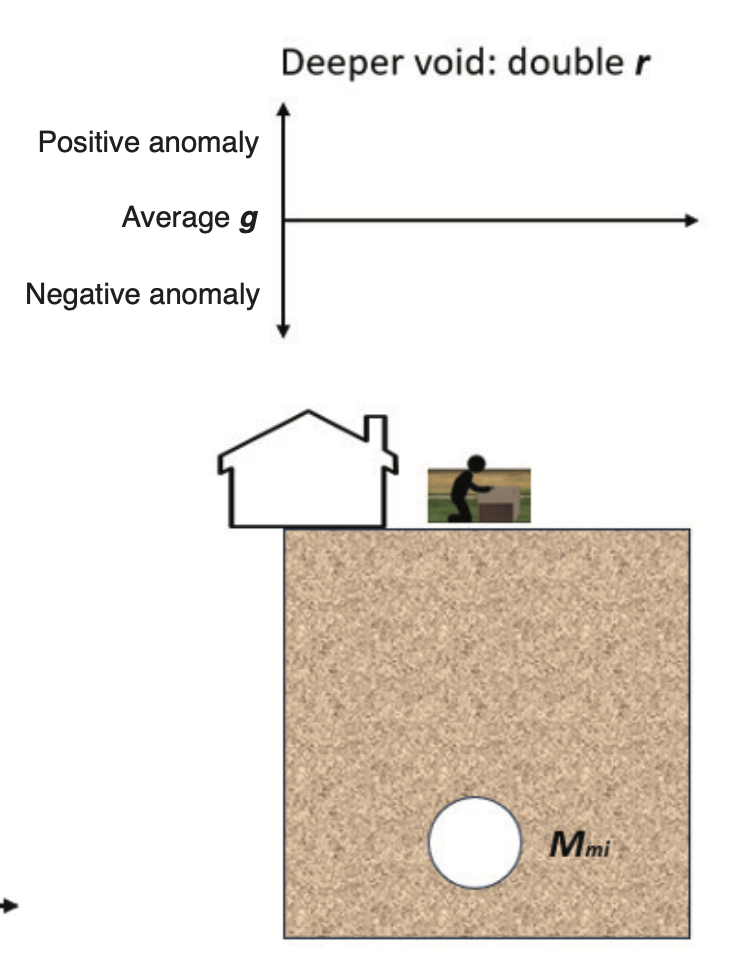 Deeper void: double r
Positive anomaly
Average g
Negative anomaly
Mmi